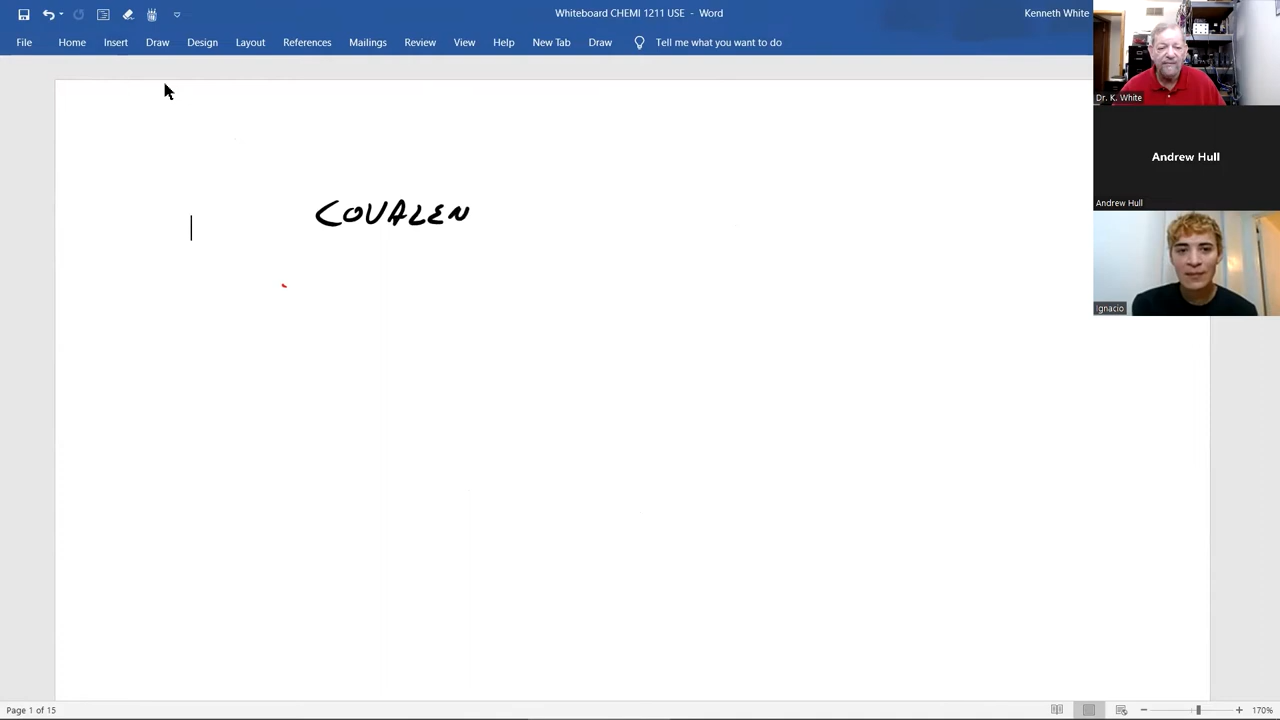 Whiteboard CHEMI 1211 USE - Word
Kenneth White
File Insert Draw Design Layout References Mailings Review View New Tab Draw Tell me what you want to do
Dr. K. White
COVALEN
Andrew Hull
Andrew Hull
Ignacio
Page 1 of 15
170%